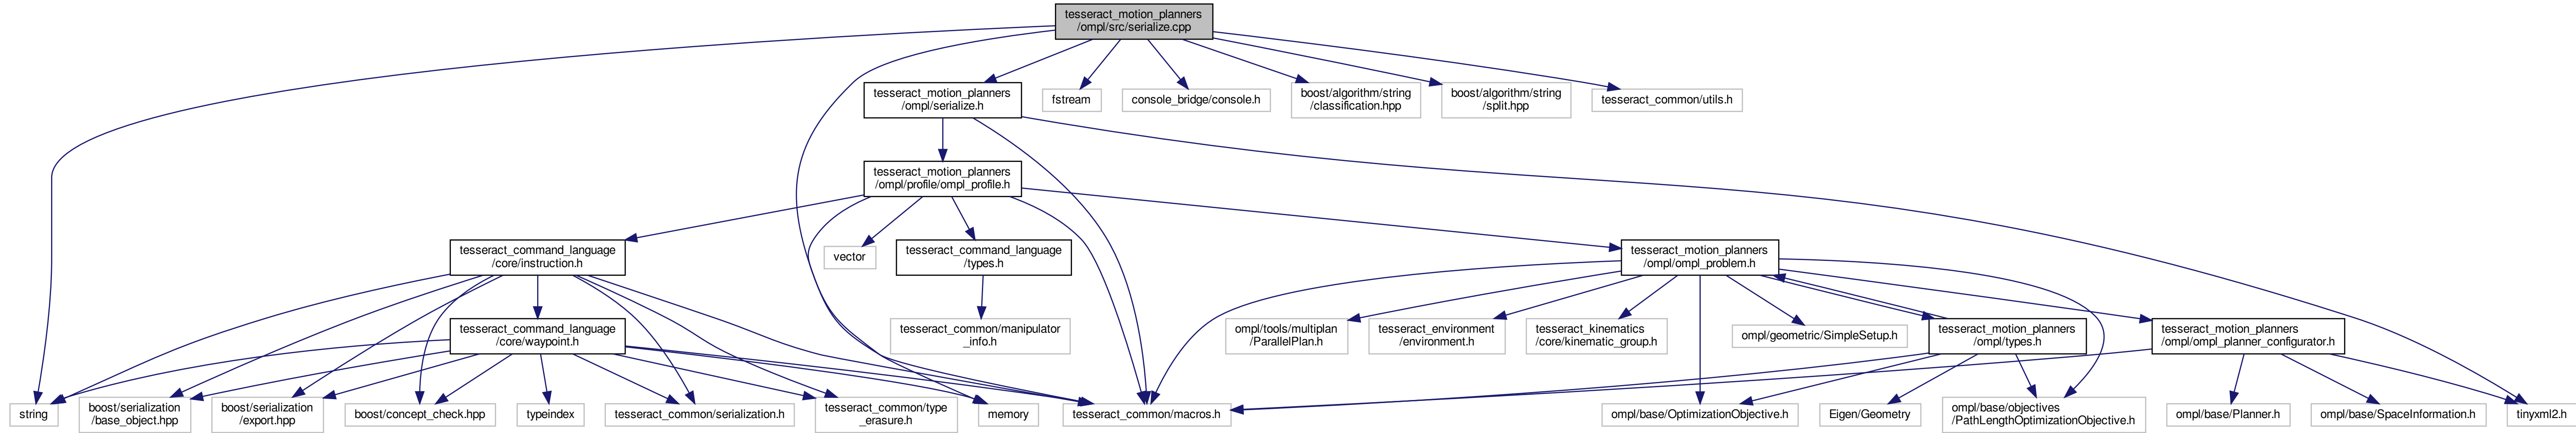 tesseract_motion_planners
/ompl/src/serialize.cpp
tesseract_motion_planners
/ompl/serialize.h
fstream
console_bridge/console.h
boost/algorithm/string
/classification.hpp
boost/algorithm/string
/split.hpp
tesseract_common/utils.h
tesseract_motion_planners
/ompl/profile/ompl_profile.h
tesseract_command_language
/core/instruction.h
vector
tesseract_command_language
/types.h
tesseract_motion_planners
/ompl/ompl_problem.h
tesseract_command_language
/core/waypoint.h
tesseract_common/manipulator
_info.h
ompl/tools/multiplan
/ParallelPlan.h
tesseract_environment
/environment.h
tesseract_kinematics
/core/kinematic_group.h
ompl/geometric/SimpleSetup.h
tesseract_motion_planners
/ompl/types.h
tesseract_motion_planners
/ompl/ompl_planner_configurator.h
string
boost/serialization
/base_object.hpp
boost/serialization
/export.hpp
boost/concept_check.hpp
typeindex
tesseract_common/serialization.h
tesseract_common/type
_erasure.h
memory
tesseract_common/macros.h
ompl/base/OptimizationObjective.h
Eigen/Geometry
ompl/base/objectives
/PathLengthOptimizationObjective.h
ompl/base/Planner.h
ompl/base/SpaceInformation.h
tinyxml2.h